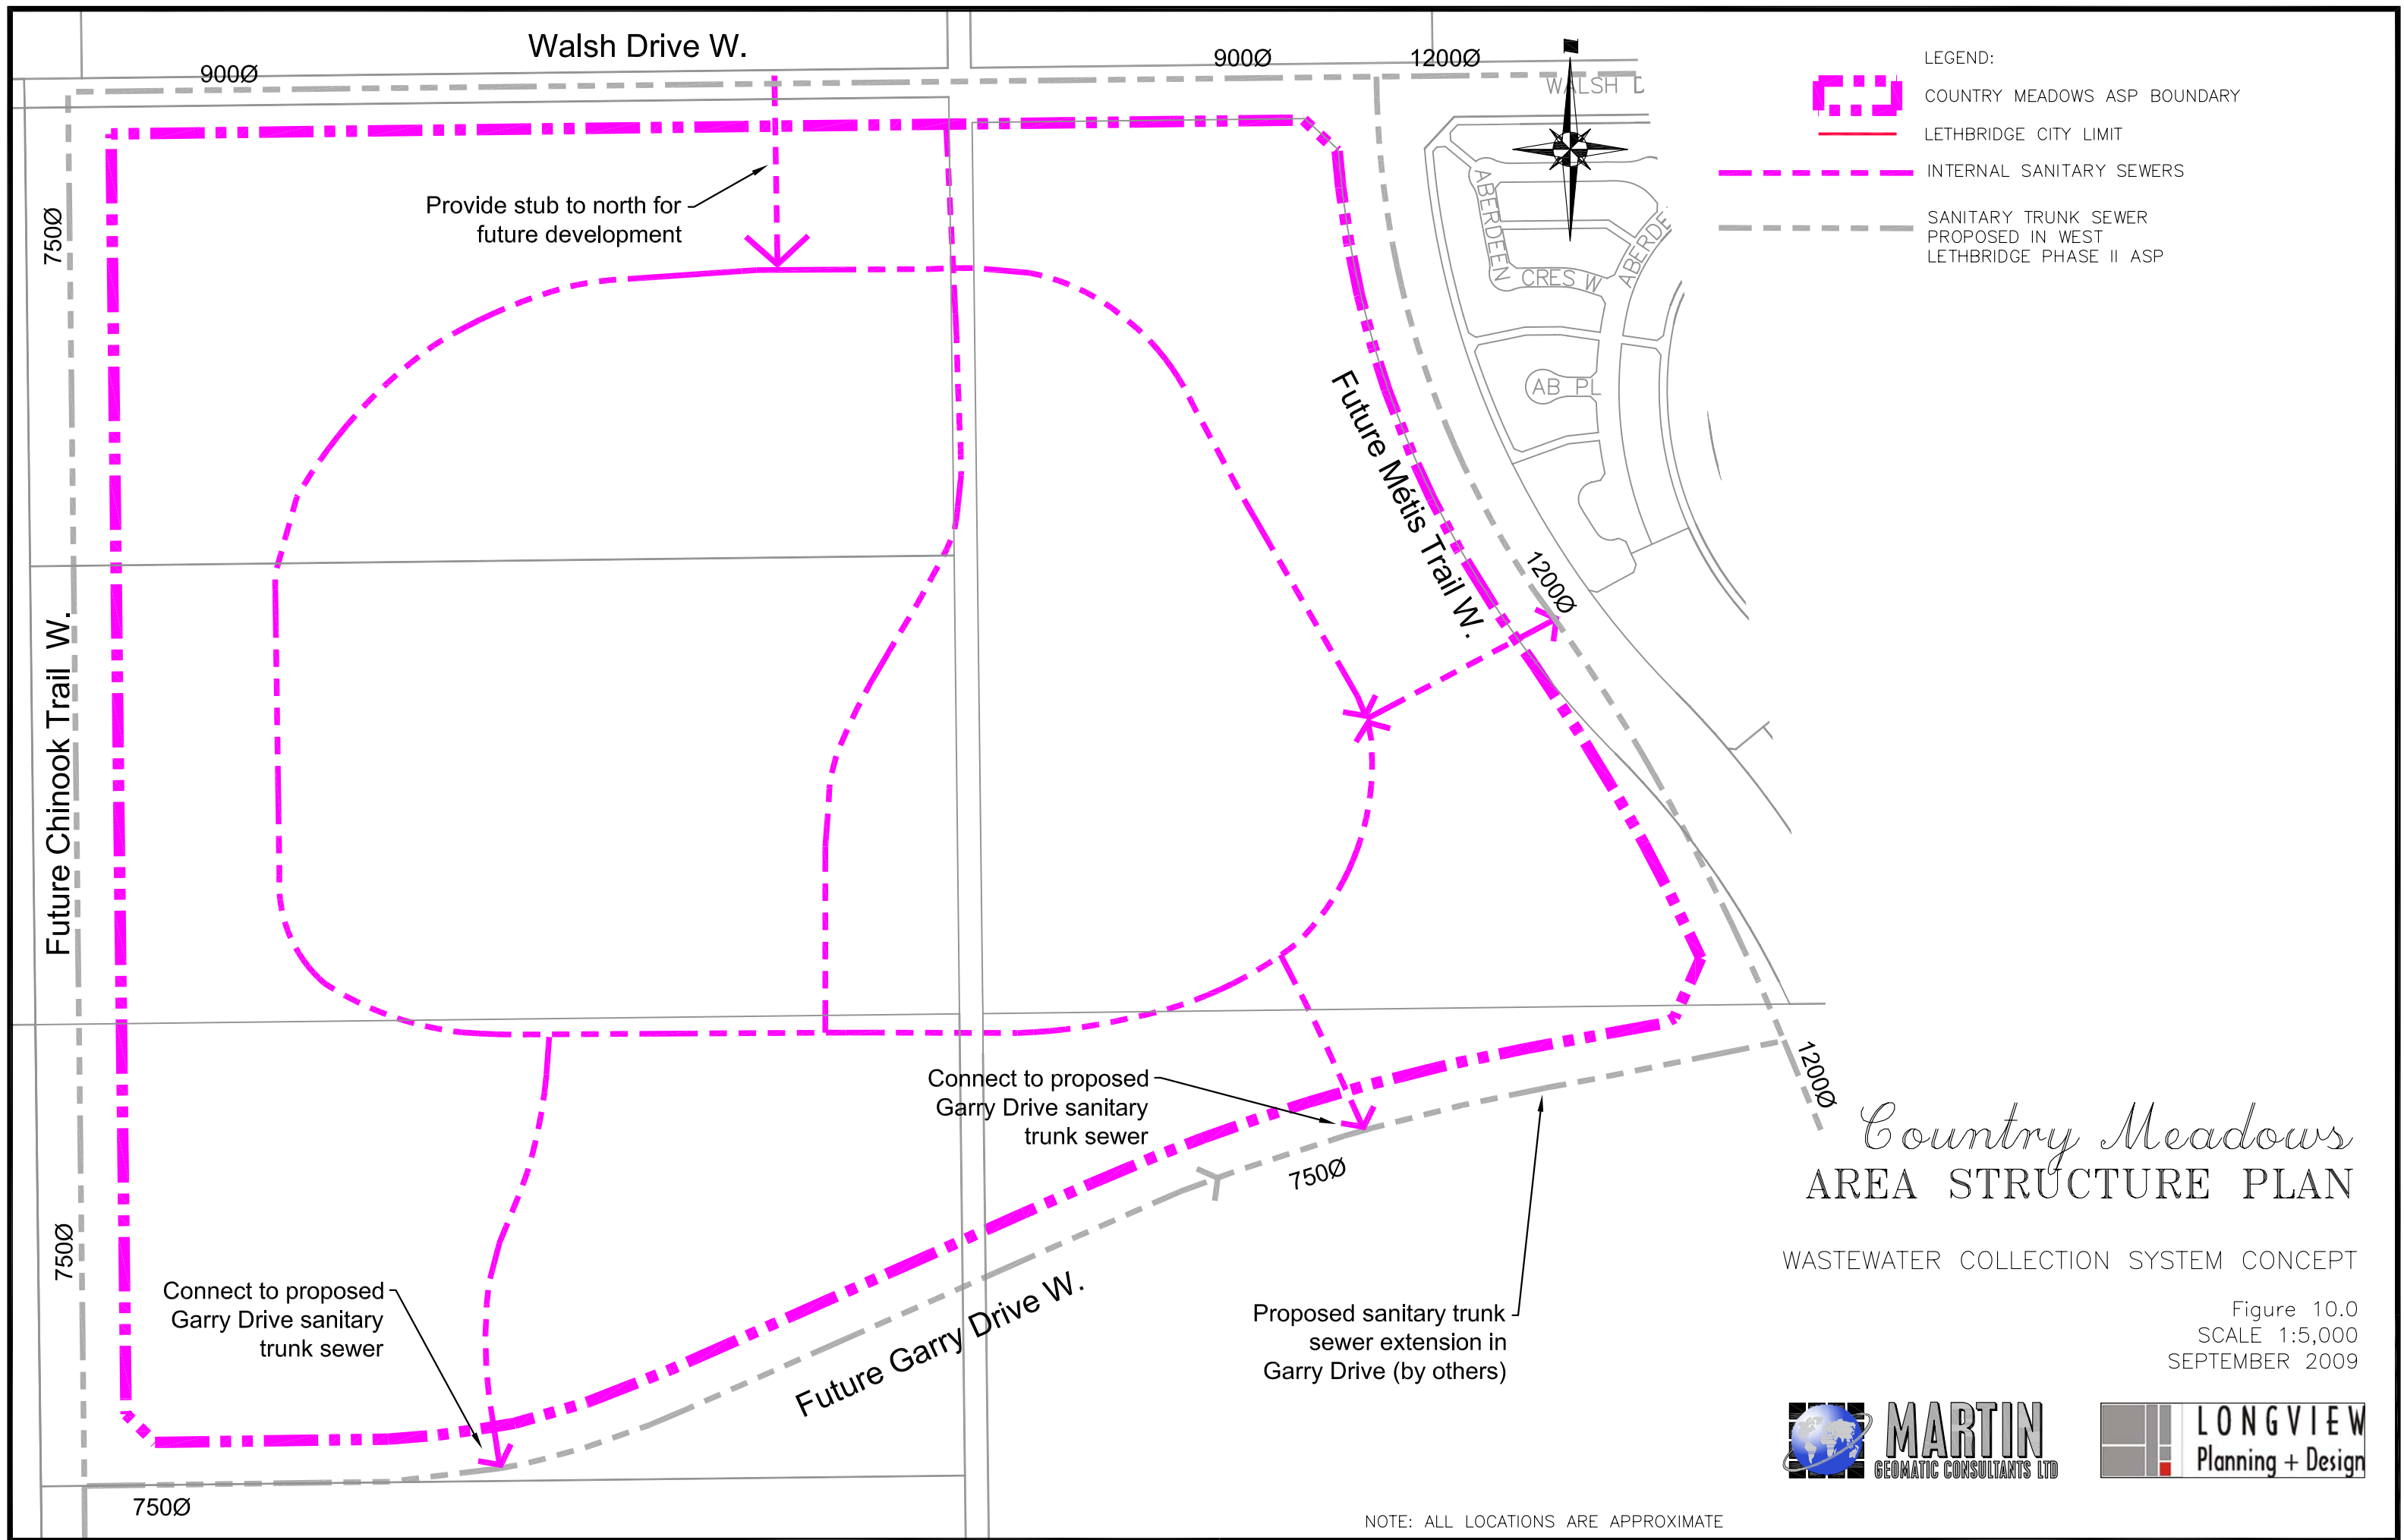 Walsh Drive W.
900Ø
900Ø
1200Ø
WALSH D
LEGEND:
COUNTRY MEADOWS ASP BOUNDARY
LETHBRIDGE CITY LIMIT
INTERNAL SANITARY SEWERS
SANITARY TRUNK SEWER
PROPOSED IN WEST
LETHBRIDGE PHASE II ASP
750Ø
Provide stub to north for
future development
ABERDEEN
CRES W
ABERDE
AB PL
Future Métis Trail W.
1200Ø
Future Chinook Trail W.
Connect to proposed
Garry Drive sanitary
trunk sewer
1200Ø
750Ø
750Ø
Connect to proposed
Garry Drive sanitary
trunk sewer
Future Garry Drive W.
Proposed sanitary trunk
sewer extension in
Garry Drive (by others)
750Ø
Country Meadows
AREA STRUCTURE PLAN
WASTEWATER COLLECTION SYSTEM CONCEPT
Figure 10.0
SCALE 1:5,000
SEPTEMBER 2009
MARTIN
GEOMATIC CONSULTANTS LTD
LONGVIEW
Planning + Design
NOTE: ALL LOCATIONS ARE APPROXIMATE